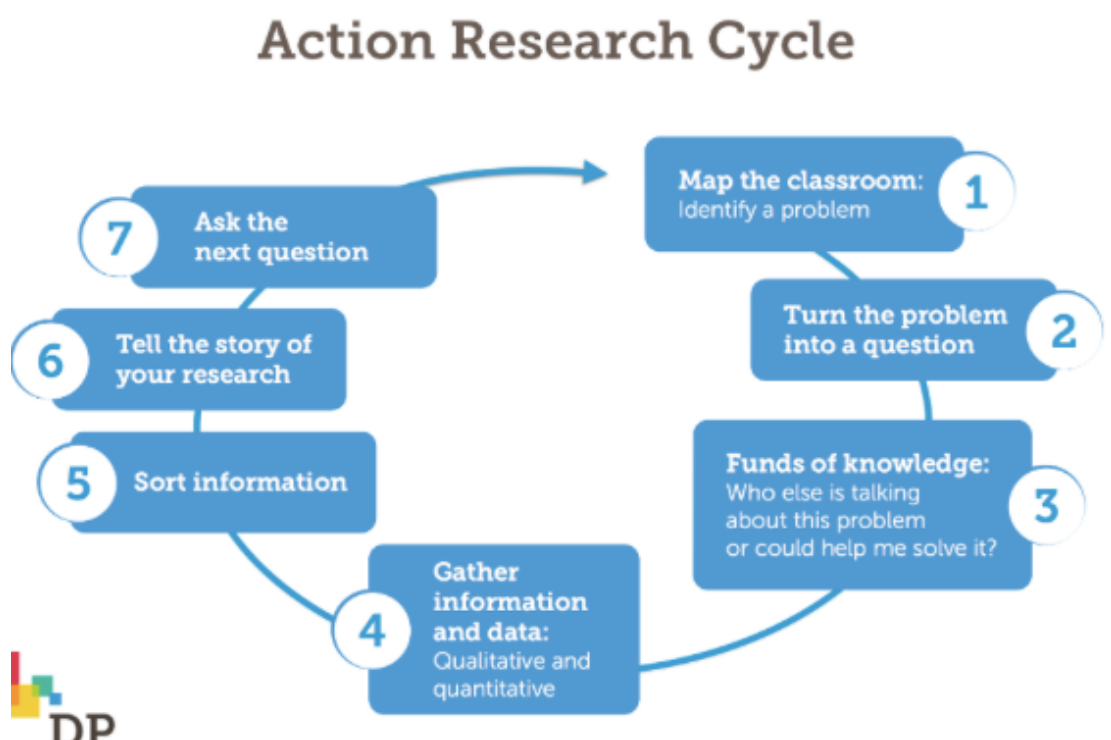 Action Research Cycle
1
Map the classroom:
Identify a problem
2
Turn the problem
into a question
3
Funds of knowledge:
Who else is talking
about this problem
or could help me solve it?
4
Gather
information
and data:
Qualitative and
quantitative
5
Sort information
6
Tell the story of
your research
7
Ask the
next question
DP